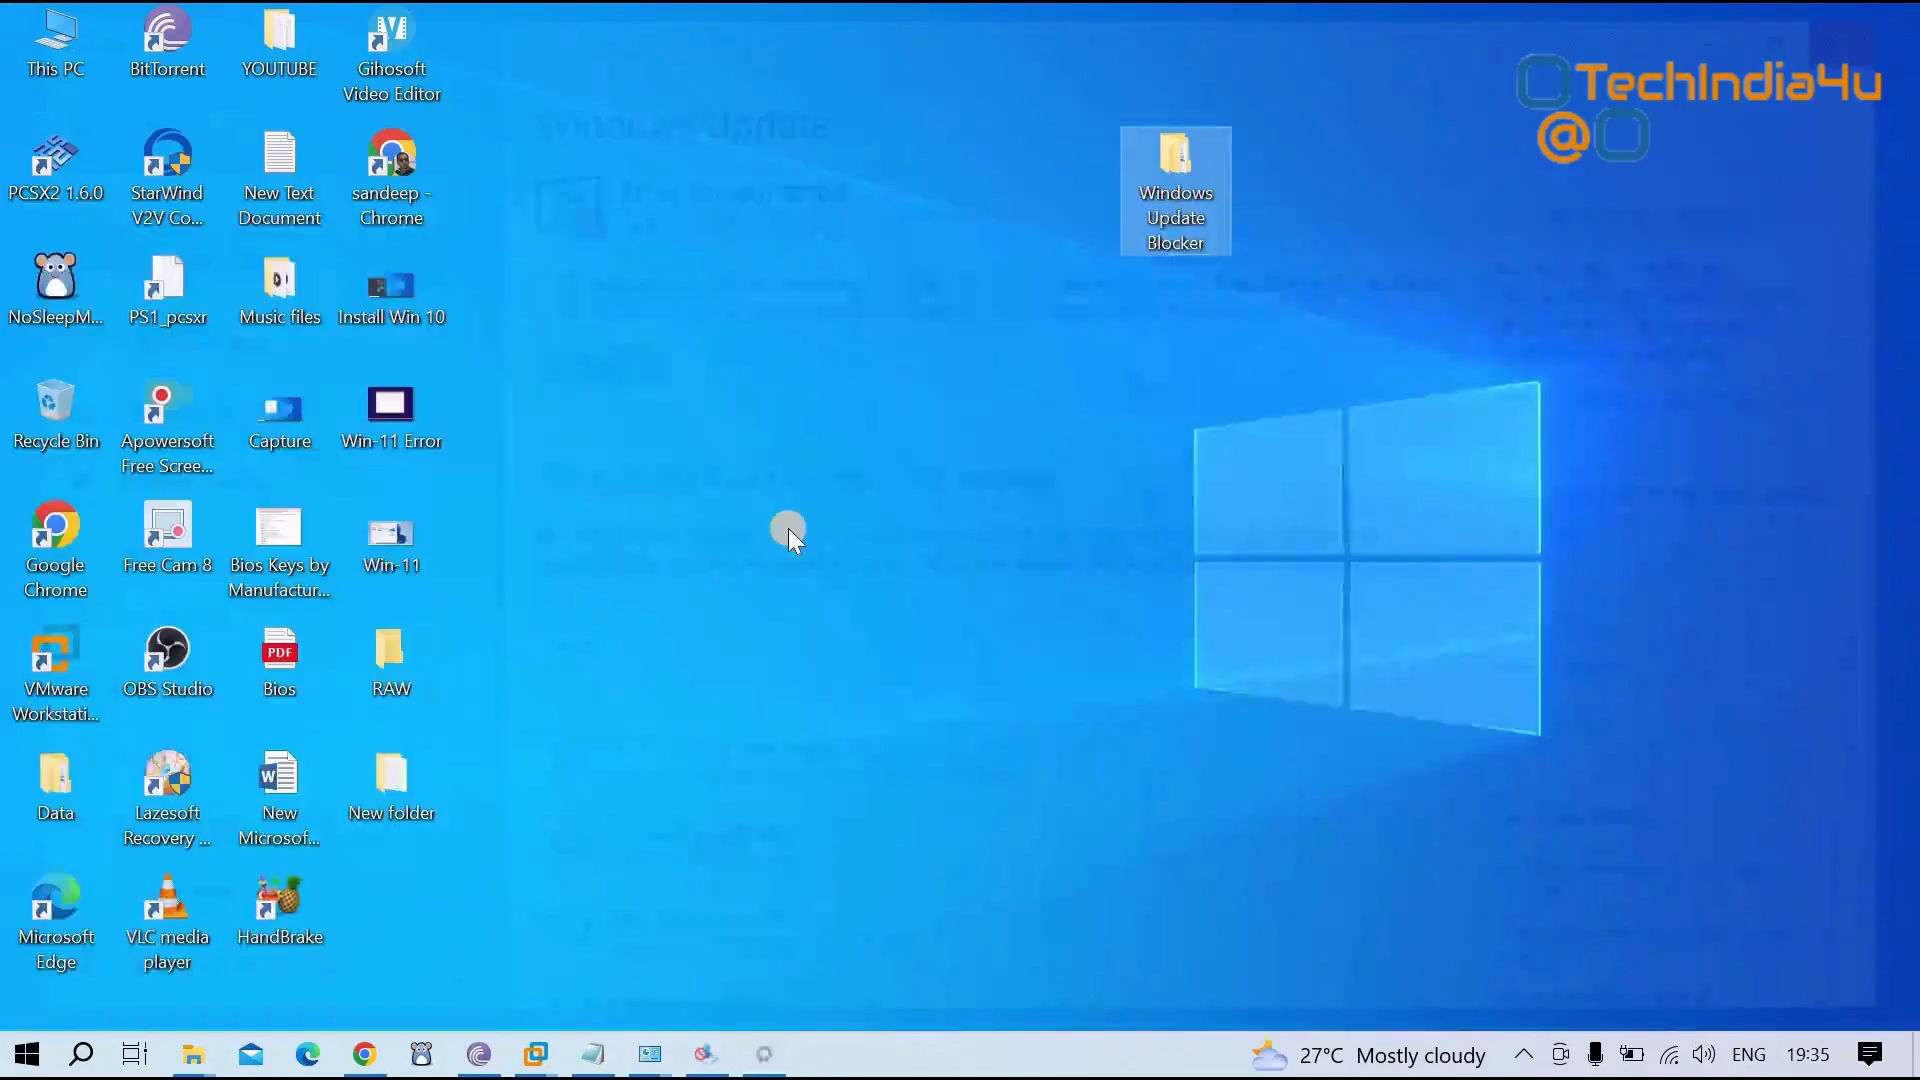 This PC
BitTorrent
YOUTUBE
Gihosoft
Video Editor
PCSX2 1.6.0
StarWind
V2V Co...
New Text
Document
sandeep -
Chrome
NoSleepM...
PS1_pcsxr
Music files
Install Win 10
Recycle Bin
Apowersoft
Free Scree...
Capture
Win-11 Error
Google
Chrome
Free Cam 8
Bios Keys by
Manufactur...
Win-11
VMware
Workstati...
OBS Studio
PDF
Bios
RAW
Data
Lazesoft
Recovery ...
W
New
Microsof...
New folder
Microsoft
Edge
VLC media
player
HandBrake
Windows
Update
Blocker
TechIndia4u
@
Windows Update
27°C Mostly cloudy
ENG
19:35